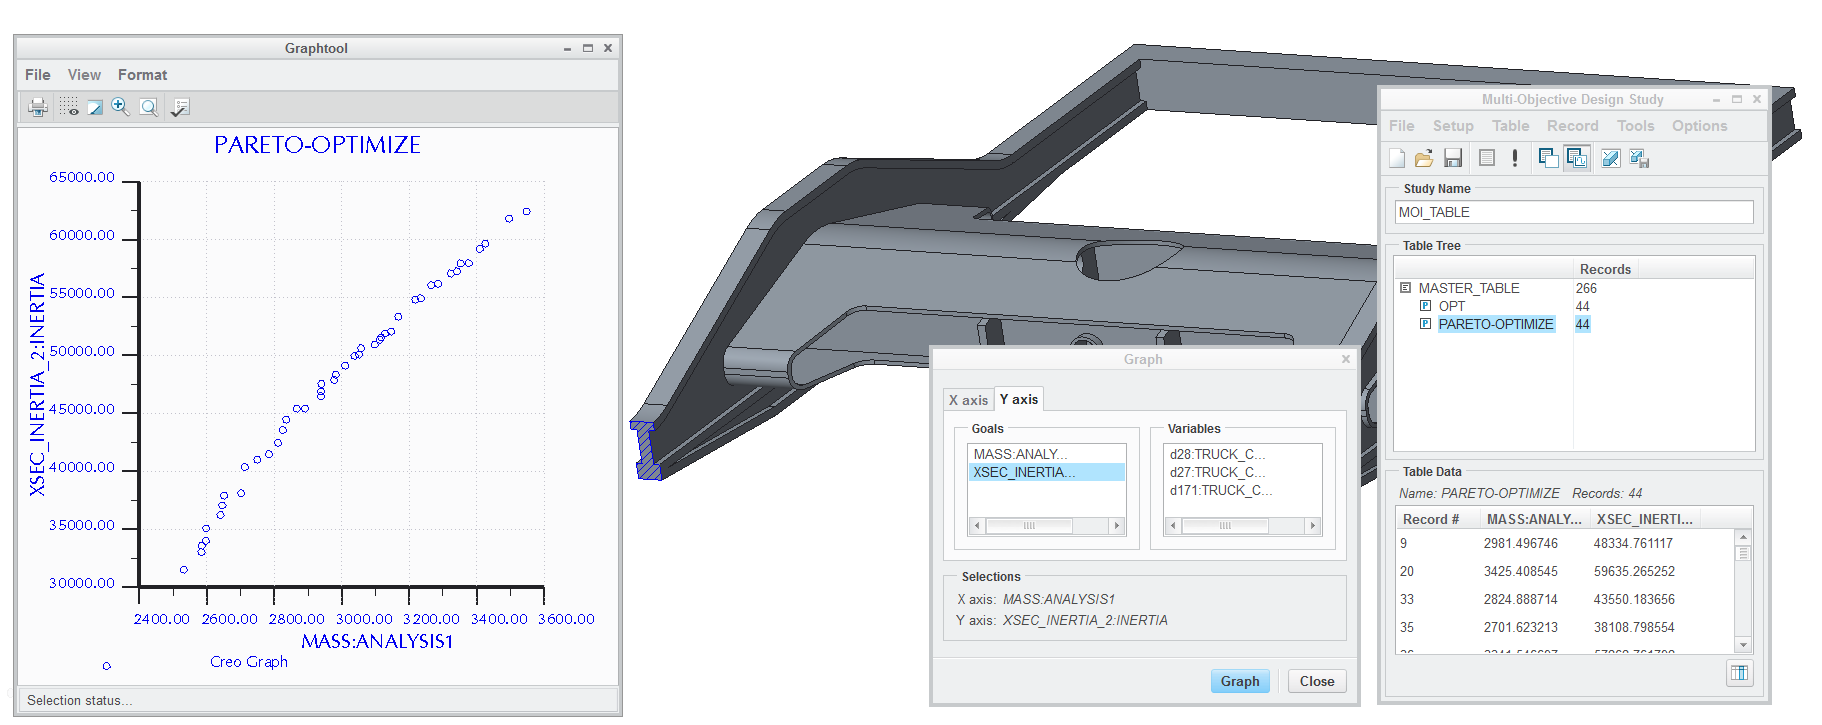 Graphtool
File View Format
PARETO-OPTIMIZE
65000.00
60000.00
55000.00
50000.00
45000.00
40000.00
35000.00
30000.00
XSEC_INERTIA_2:INERTIA
2400.00 2600.00 2800.00 3000.00 3200.00 3400.00 3600.00
MASS:ANALYSIS1
Creo Graph
Selection status...
Graph
X axis Y axis
Goals
MASS:ANALY...
XSEC_INERTIA...
Variables
d28:TRUCK_C...
d27:TRUCK_C...
d171:TRUCK_C...
Selections
X axis: MASS:ANALYSIS1
Y axis: XSEC_INERTIA_2:INERTIA
Graph Close
Multi-Objective Design Study
File Setup Table Record Tools Options
Study Name
MOI_TABLE
Table Tree
Records
MASTER_TABLE 266
OPT 44
PARETO-OPTIMIZE 44
Table Data
Name: PARETO-OPTIMIZE Records: 44
Record # MASS:ANALY... XSEC_INERTI...
9 2981.496746 48334.761117
20 3425.408545 59635.265252
33 2824.888714 43550.183656
35 2701.623213 38108.798554